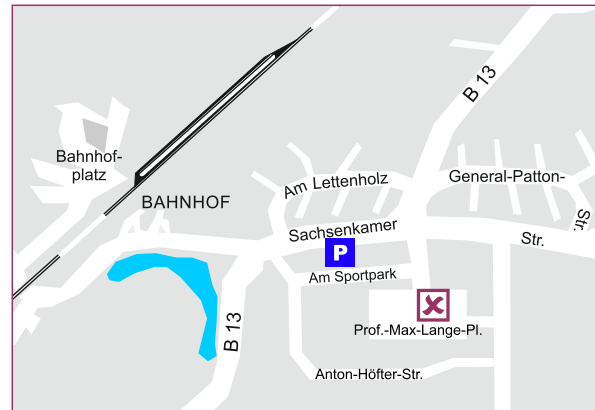 B 13
Bahnhof-
platz
General-Patton-
Str.
Am Lettenholz
BAHNHOF
Sachsenkamer
Str.
P
Am Sportpark
B 13
Prof.-Max-Lange-Pl.
Anton-Höfter-Str.